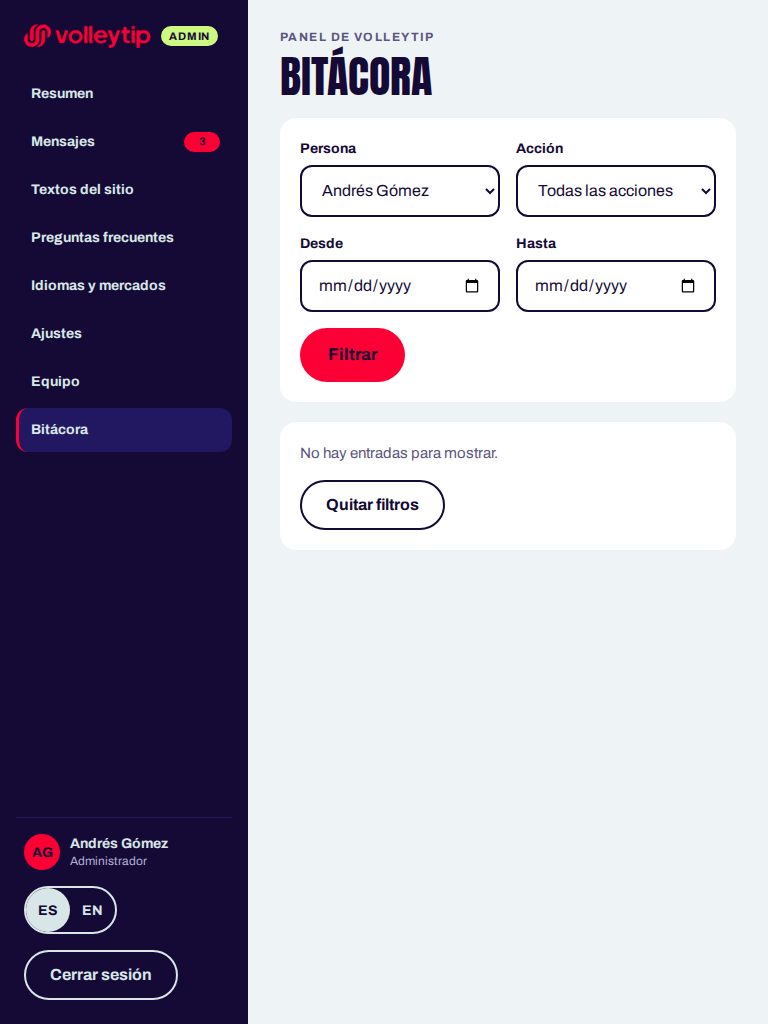 volleytip ADMIN
Resumen
Mensajes 3
Textos del sitio
Preguntas frecuentes
Idiomas y mercados
Ajustes
Equipo
Bitácora
AG
Andrés Gómez
Administrador
ES EN
Cerrar sesión
PANEL DE VOLLEYTIP
BITÁCORA
Persona Acción
Andrés Gómez Todas las acciones
Desde Hasta
mm/dd/yyyy mm/dd/yyyy
Filtrar
No hay entradas para mostrar.
Quitar filtros